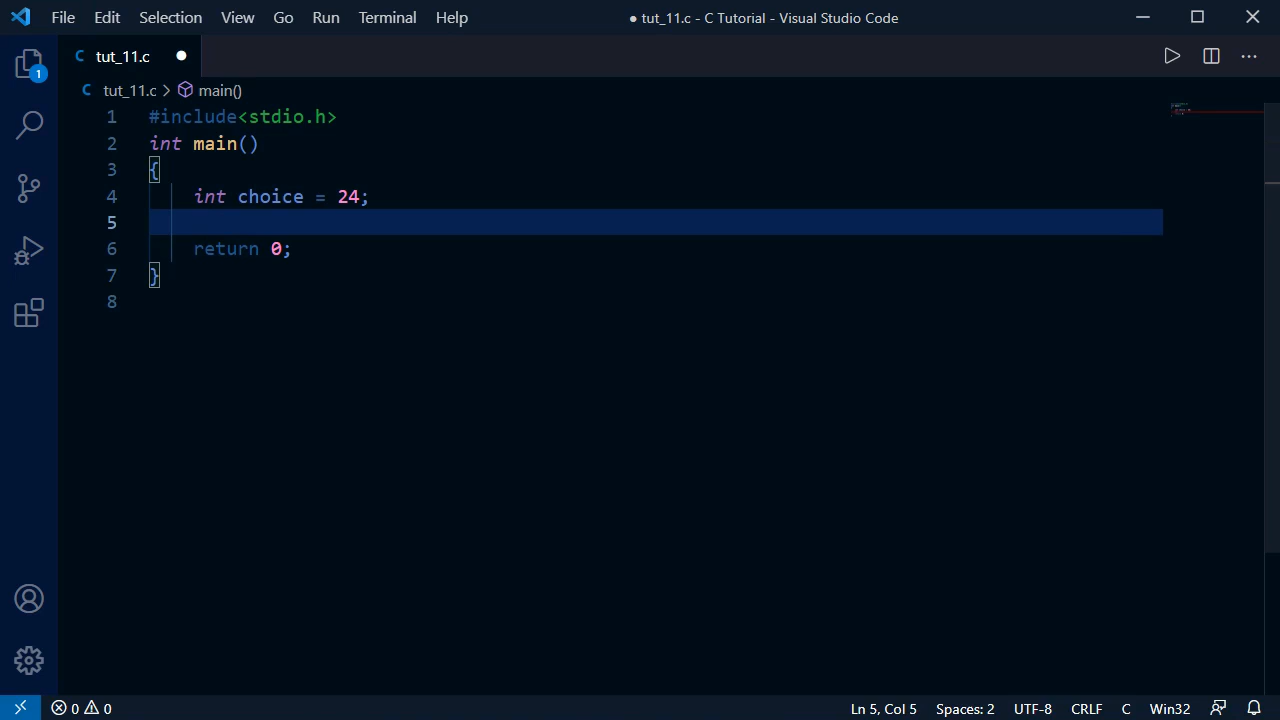 File Edit Selection View Go Run Terminal Help ● tut_11.c - C Tutorial - Visual Studio Code
C tut_11.c ●
C tut_11.c > main()
1 #include<stdio.h>
2 int main()
3 {
4 int choice = 24;
5
6 return 0;
7 }
8
1
0 0 Ln 5, Col 5 Spaces: 2 UTF-8 CRLF C Win32